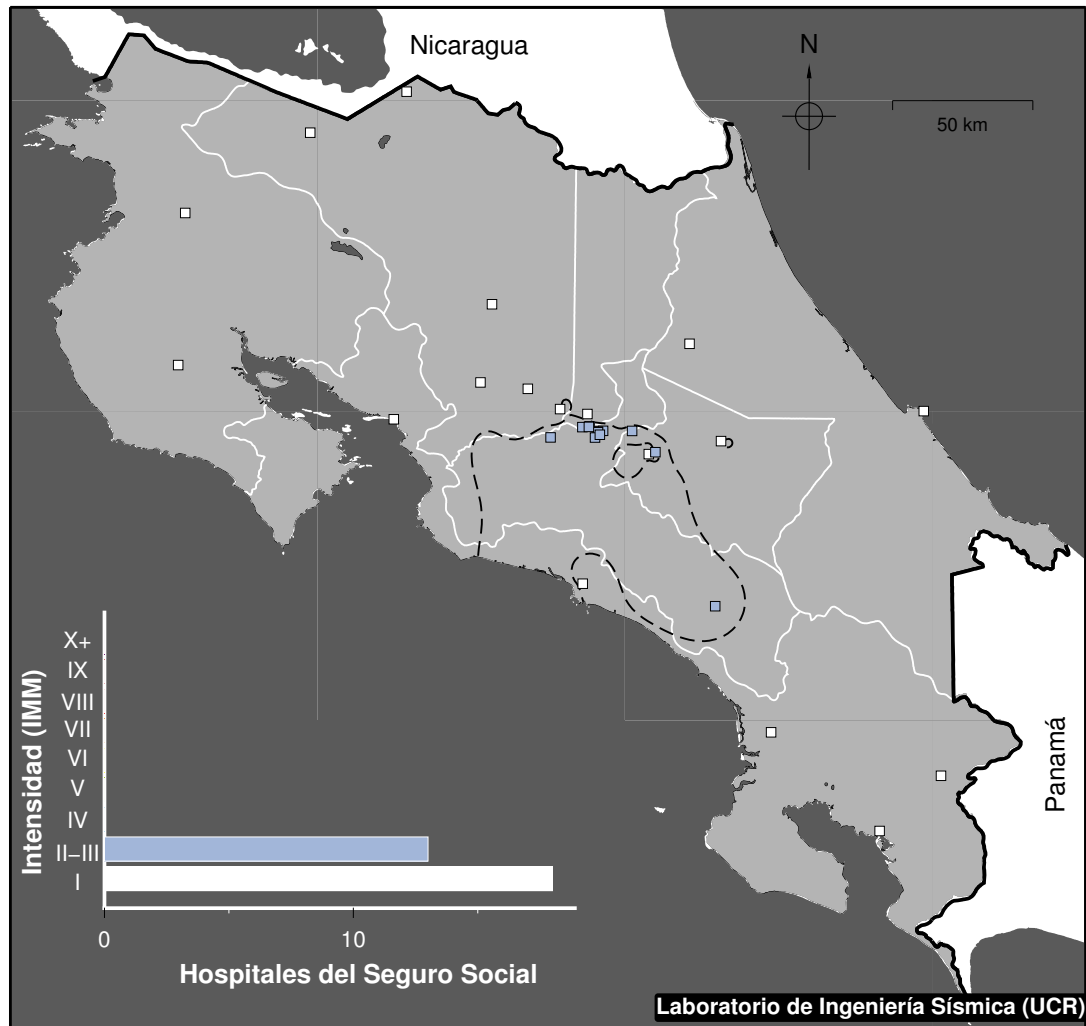 Nicaragua
N
50 km
Panamá
Intensidad (IMM)
X+
IX
VIII
VII
VI
V
IV
II–III
I
0
10
Hospitales del Seguro Social
Laboratorio de Ingeniería Sísmica (UCR)